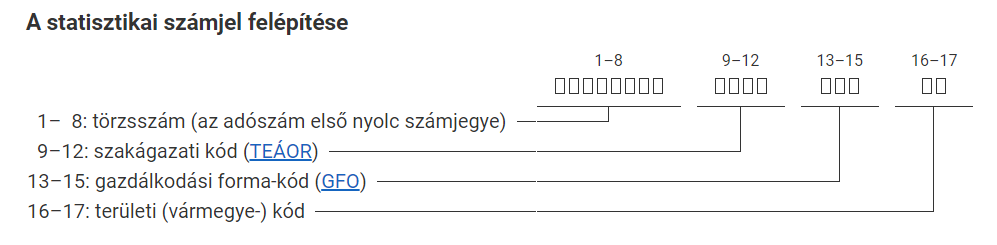 A statisztikai számjel felépítése
1–8 9–12 13–15 16–17
1– 8: törzsszám (az adószám első nyolc számjegye)
9–12: szakágazati kód (TEÁOR)
13–15: gazdálkodási forma-kód (GFO)
16–17: területi (vármegye-) kód